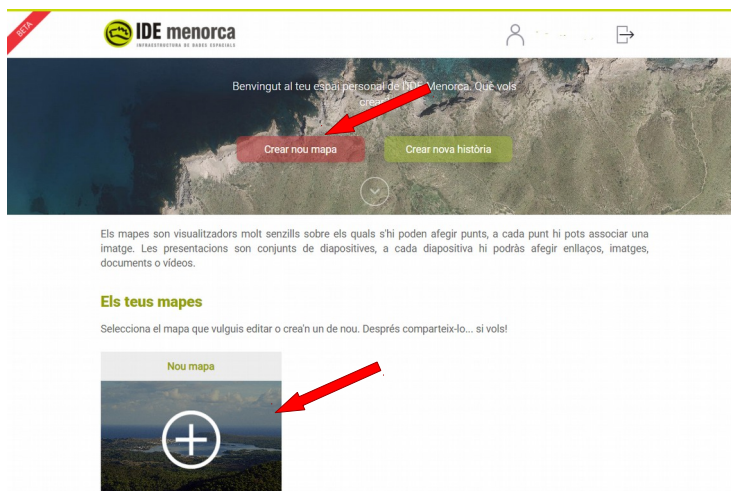 BETA
IDE menorca
INFRAESTRUCTURA DE DADES ESPACIALS
Benvingut al teu espai personal de l'IDE Menorca. Què vols
crear?
Crear nou mapa
Crear nova història
Els mapes son visualitzadors molt senzills sobre els quals s'hi poden afegir punts, a cada punt hi pots associar una
imatge. Les presentacions son conjunts de diapositives, a cada diapositiva hi podràs afegir enllaços, imatges,
documents o vídeos.
Els teus mapes
Selecciona el mapa que vulguis editar o crea'n un de nou. Després comparteix-lo... si vols!
Nou mapa